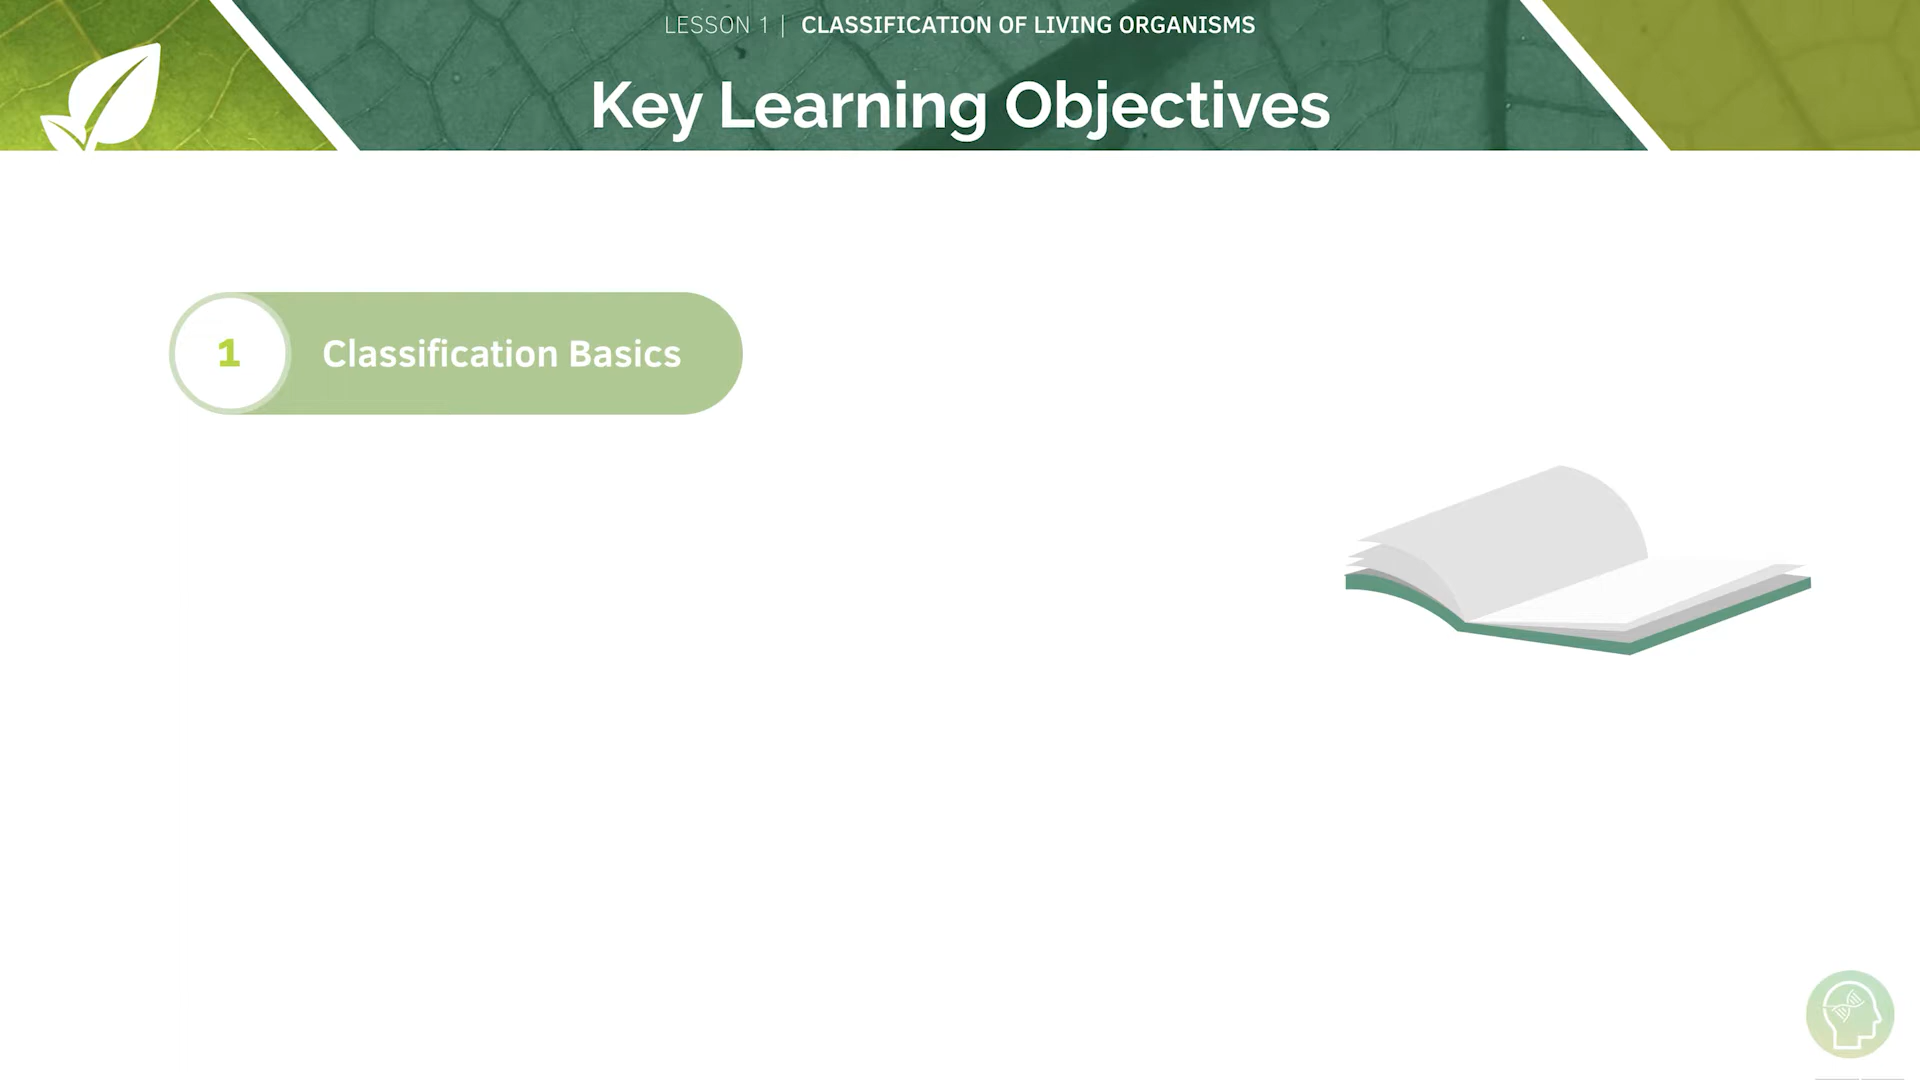 LESSON 1 | CLASSIFICATION OF LIVING ORGANISMS
Key Learning Objectives
1 Classification Basics